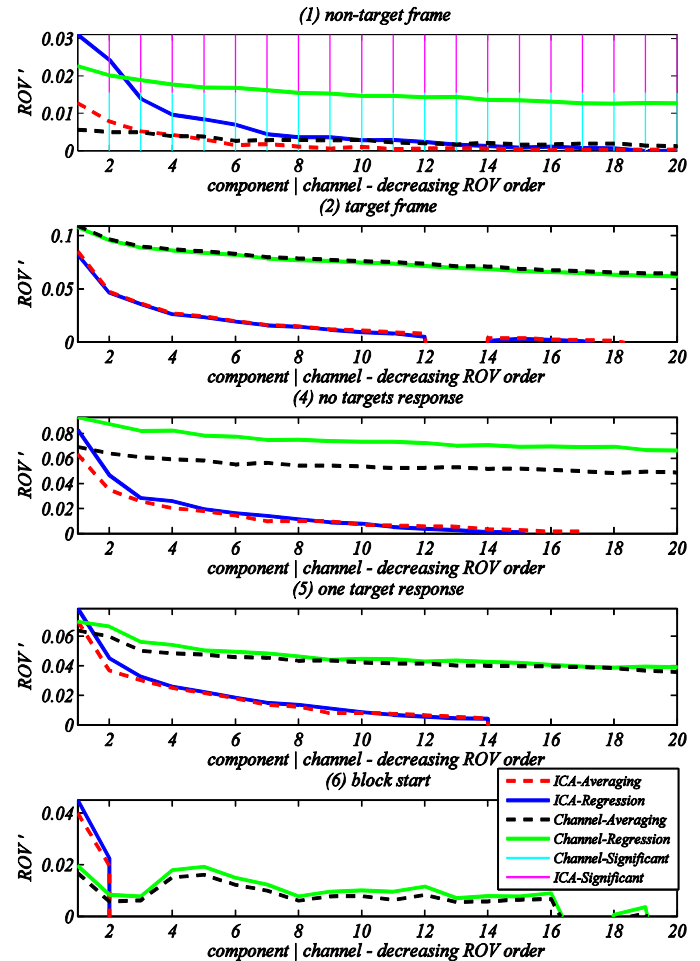 (1) non-target frame
0.03
0.02
0.01
0
ROV '
2 4 6 8 10 12 14 16 18 20
component | channel - decreasing ROV order
(2) target frame
0.1
0.05
0
ROV '
2 4 6 8 10 12 14 16 18 20
component | channel - decreasing ROV order
(4) no targets response
0.08
0.06
0.04
0.02
0
ROV '
2 4 6 8 10 12 14 16 18 20
component | channel - decreasing ROV order
(5) one target response
0.06
0.04
0.02
0
ROV '
2 4 6 8 10 12 14 16 18 20
component | channel - decreasing ROV order
(6) block start
0.04
0.02
0
ROV '
2 4 6 8 10 12 14 16 18 20
component | channel - decreasing ROV order
ICA-Averaging
ICA-Regression
Channel-Averaging
Channel-Regression
Channel-Significant
ICA-Significant